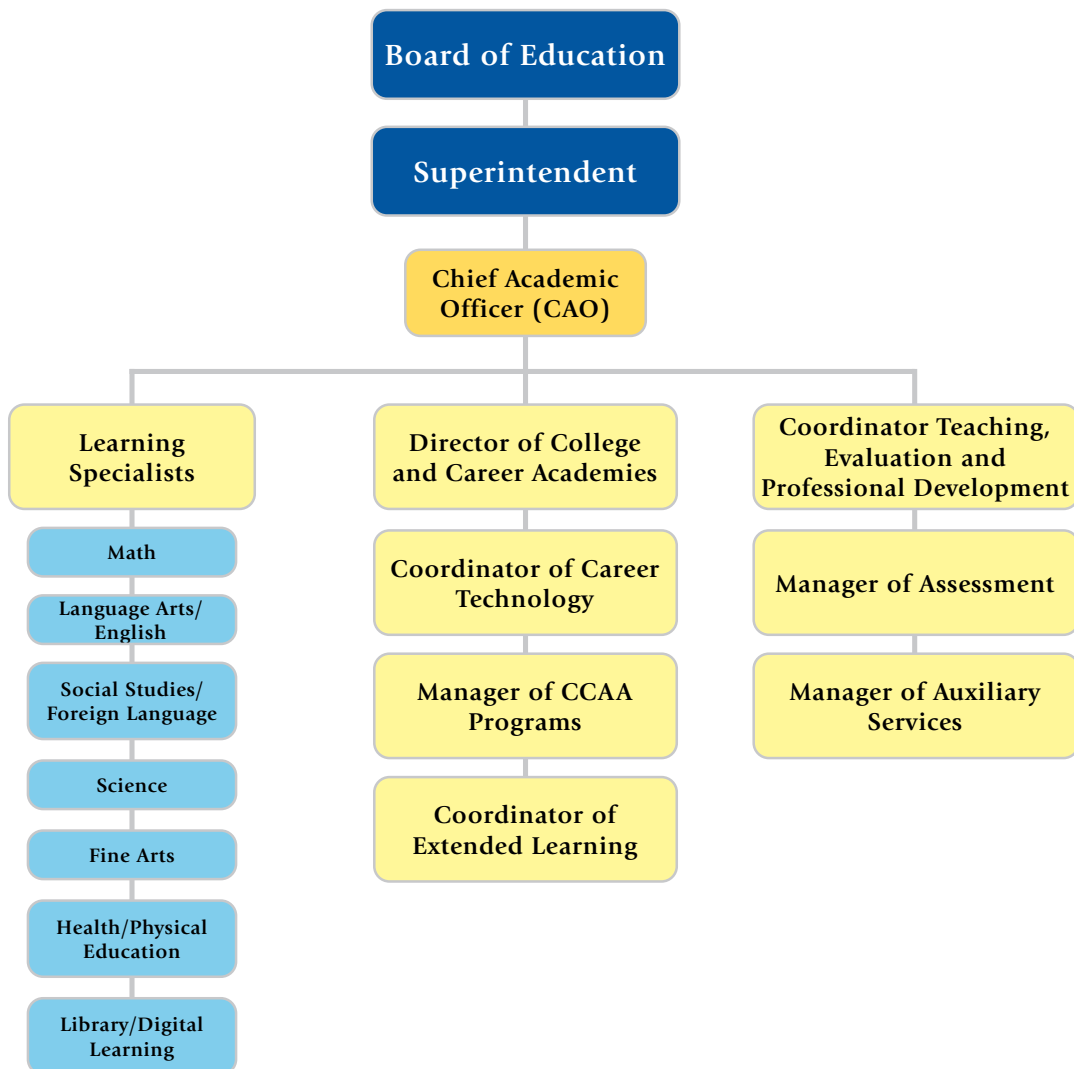 Board of Education
Superintendent
Chief Academic
Officer (CAO)
Learning
Specialists
Math
Language Arts/
English
Social Studies/
Foreign Language
Science
Fine Arts
Health/Physical
Education
Library/Digital
Learning
Director of College
and Career Academies
Coordinator of Career
Technology
Manager of CCAA
Programs
Coordinator of
Extended Learning
Coordinator Teaching,
Evaluation and
Professional Development
Manager of Assessment
Manager of Auxiliary
Services